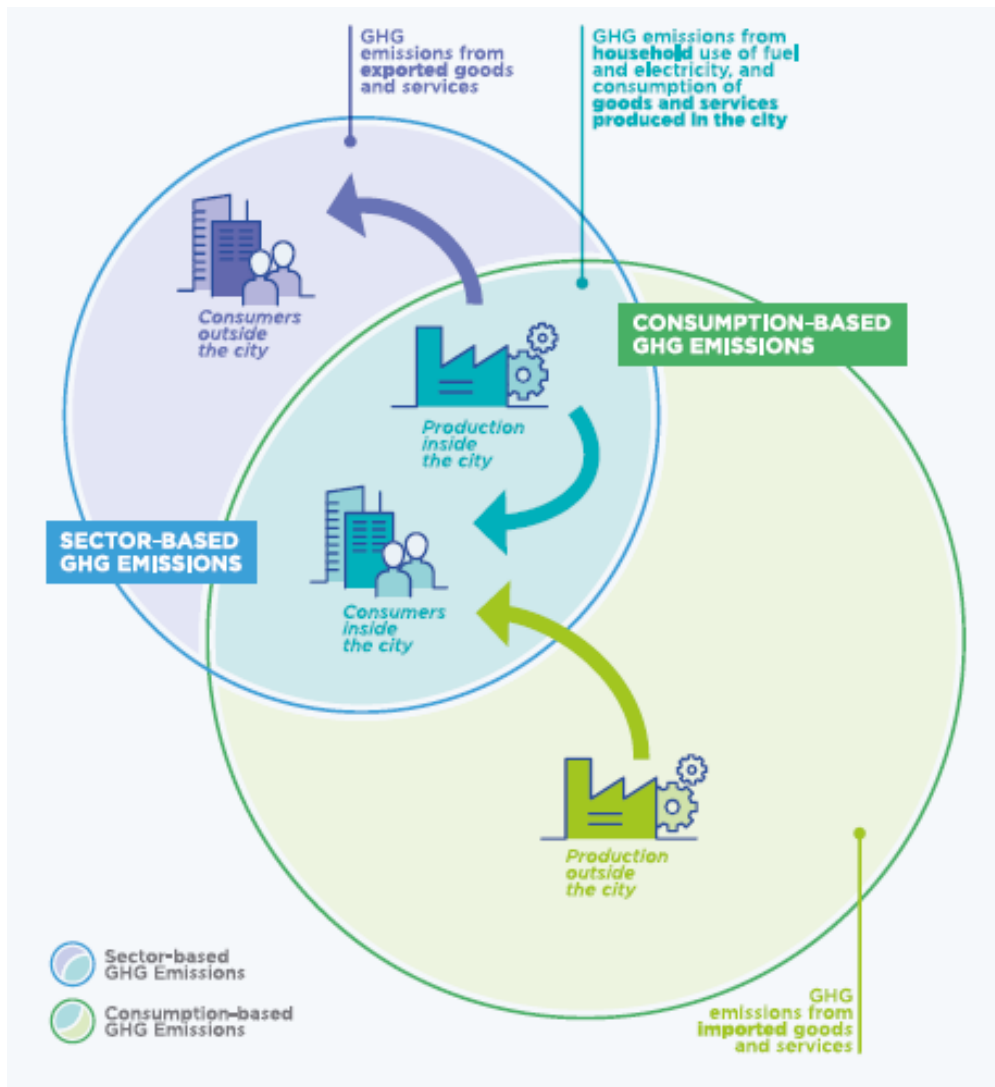 GHG
emissions from
exported goods
and services
GHG emissions from
household use of fuel
and electricity, and
consumption of
goods and services
produced in the city
Consumers
outside
the city
CONSUMPTION-BASED
GHG EMISSIONS
Production
inside
the city
SECTOR-BASED
GHG EMISSIONS
Consumers
inside
the city
Production
outside
the city
Sector-based
GHG Emissions
Consumption-based
GHG Emissions
GHG
emissions from
imported goods
and services